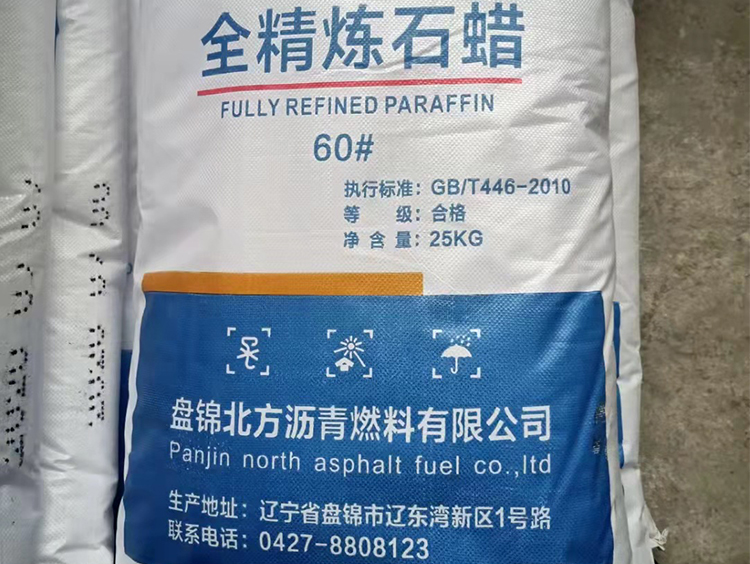 全精炼石蜡
FULLY REFINED PARAFFIN
60#
执行标准：GB/T446-2010
等 级：合格
净含量：25KG
盘锦北方沥青燃料有限公司
Panjin north asphalt fuel co.,ltd
生产地址：辽宁省盘锦市辽东湾新区1号路
联系电话：0427-8808123